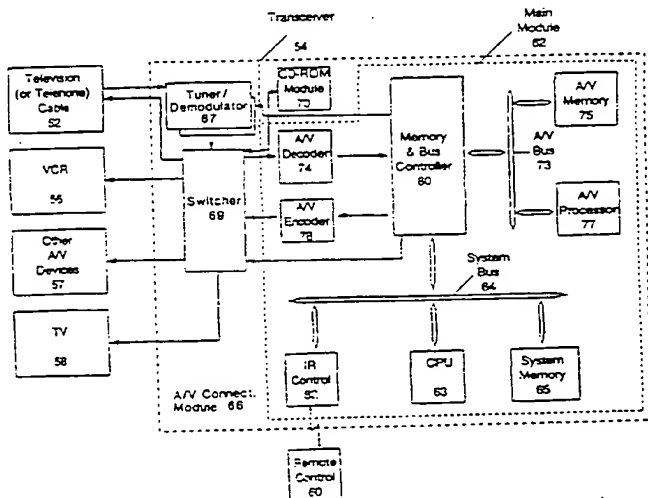 Transceiver
54
Main
Module
62
Television
(or Telephone)
Cable
52
Tuner /
Demodulator
67
CD-ROM
Module
70
A/V
Memory
75
VCR
55
Switcher
69
A/V
Decoder
74
Memory
& Bus
Controller
80
A/V
Bus
73
A/V
Encoder
78
A/V
Processor
77
Other
A/V
Devices
57
System
Bus
64
TV
58
IR
Control
82
CPU
63
System
Memory
65
A/V Connect.
Module 66
Remote
Control
60